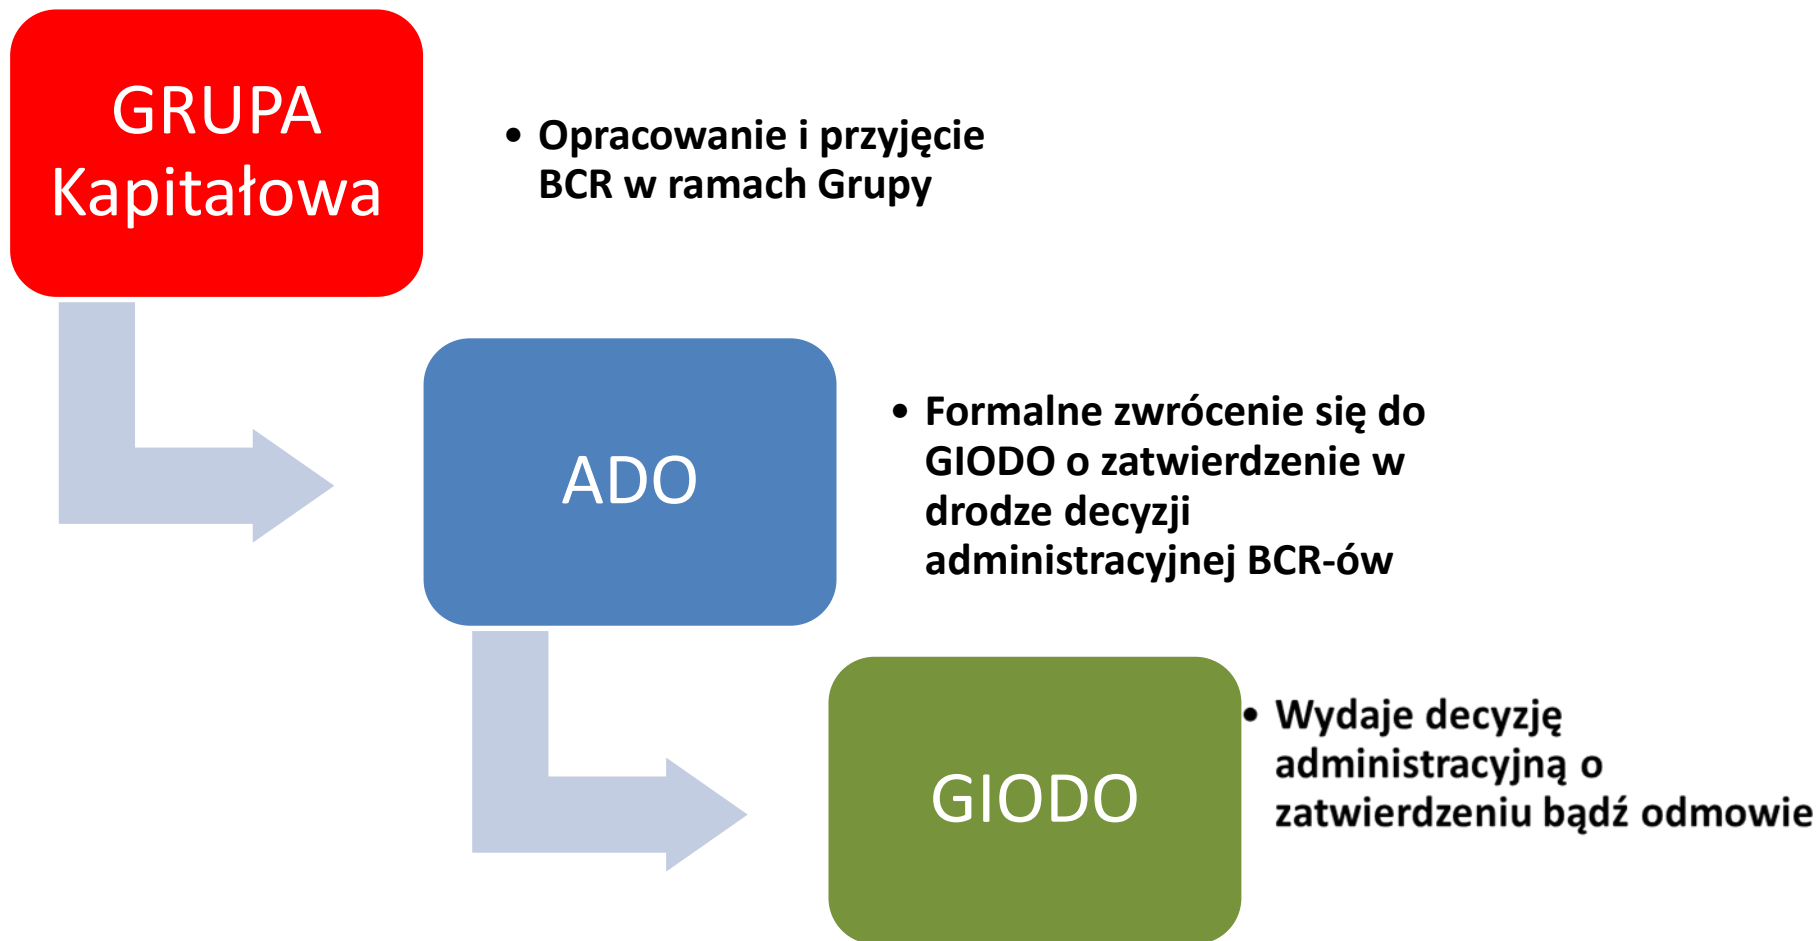 GRUPA
Kapitałowa
• Opracowanie i przyjęcie
BCR w ramach Grupy
ADO
• Formalne zwrócenie się do
GIODO o zatwierdzenie w
drodze decyzji
administracyjnej BCR-ów
GIODO
• Wydaje decyzję
administracyjną o
zatwierdzeniu bądź odmowie